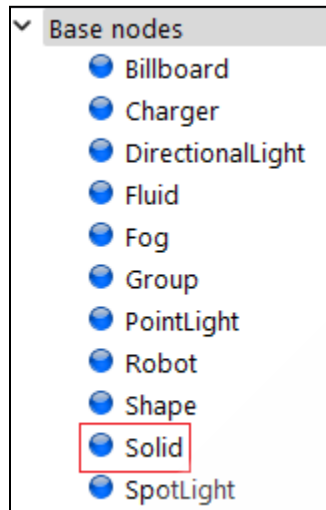 Base nodes
Billboard
Charger
DirectionalLight
Fluid
Fog
Group
PointLight
Robot
Shape
Solid
SpotLight